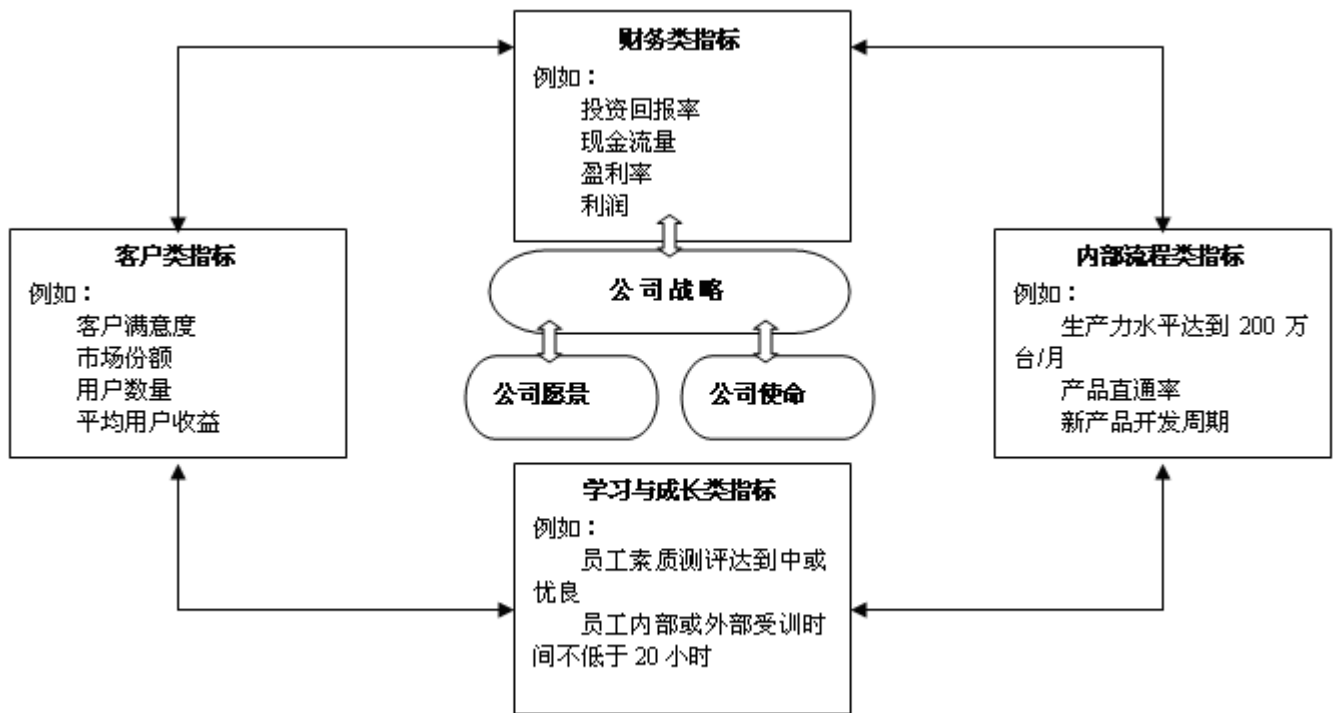 财务类指标
例如：
投资回报率
现金流量
盈利率
利润
客户类指标
例如：
客户满意度
市场份额
用户数量
平均用户收益
公司战略
公司愿景
公司使命
内部流程类指标
例如：
生产力水平达到 200 万
台/月
产品直通率
新产品开发周期
学习与成长类指标
例如：
员工素质测评达到中或
优良
员工内部或外部受训时
间不低于 20 小时